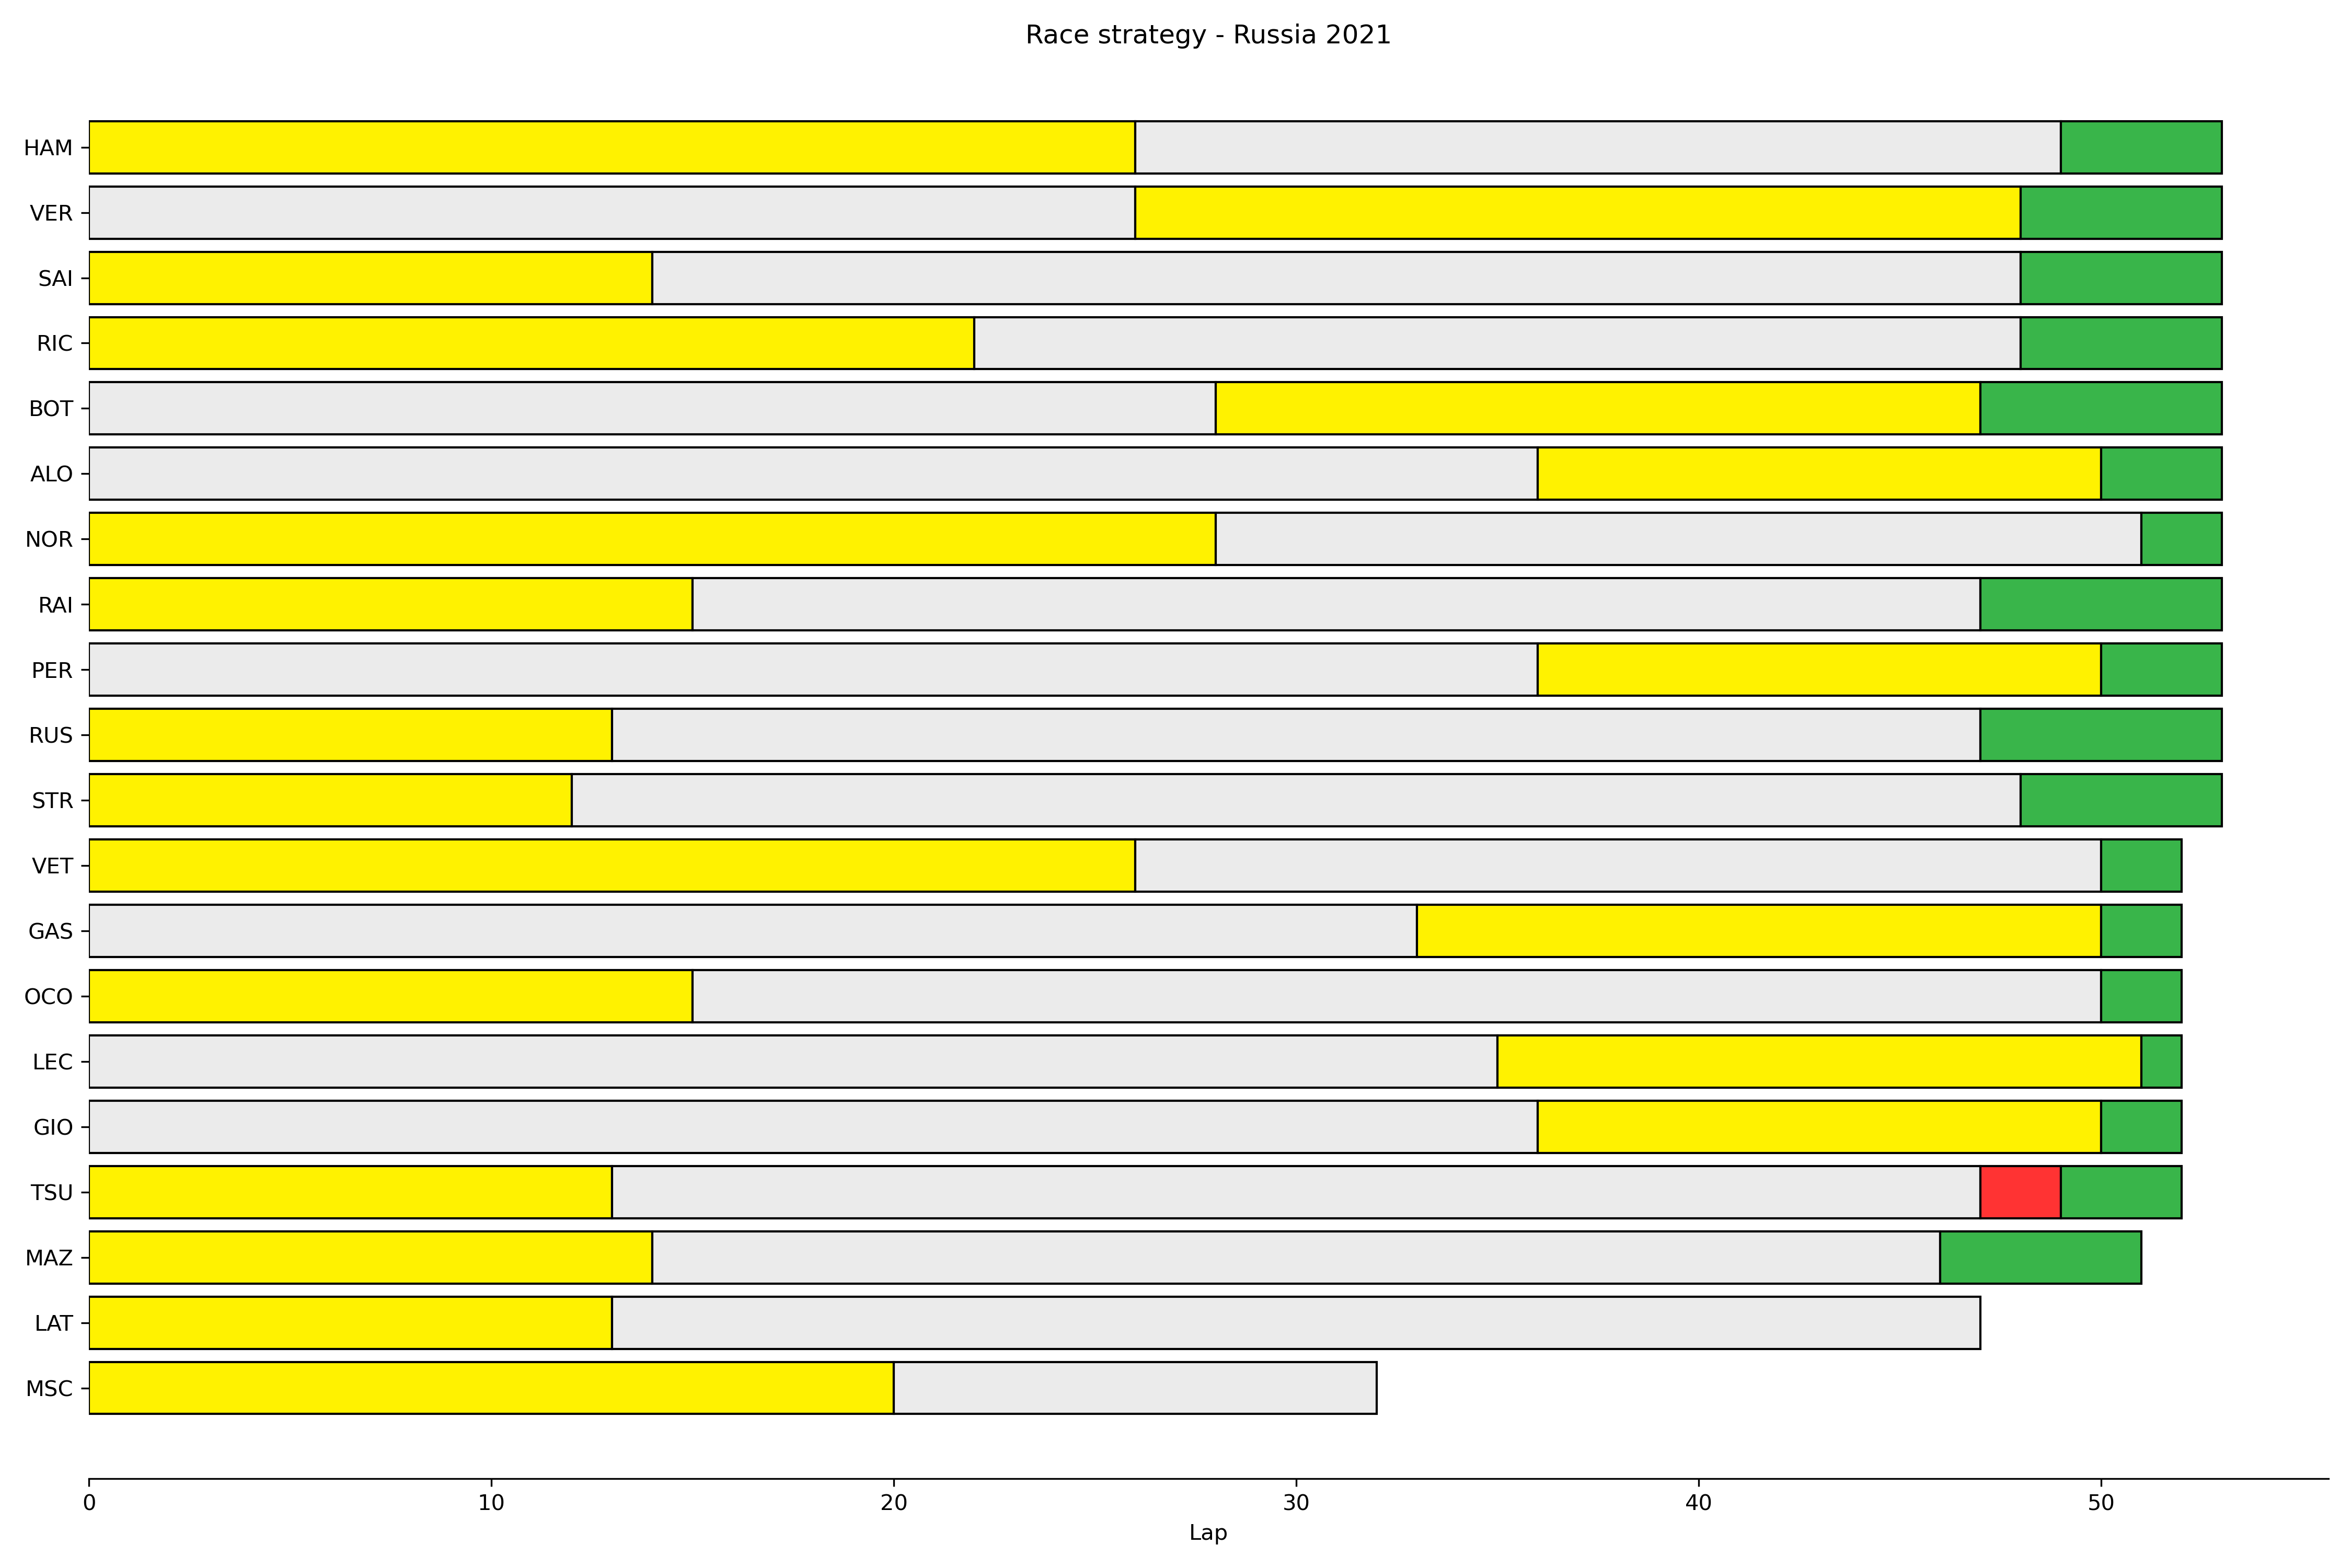 Race strategy - Russia 2021
HAM
VER
SAI
RIC
BOT
ALO
NOR
RAI
PER
RUS
STR
VET
GAS
OCO
LEC
GIO
TSU
MAZ
LAT
MSC
0 10 20 30 40 50
Lap